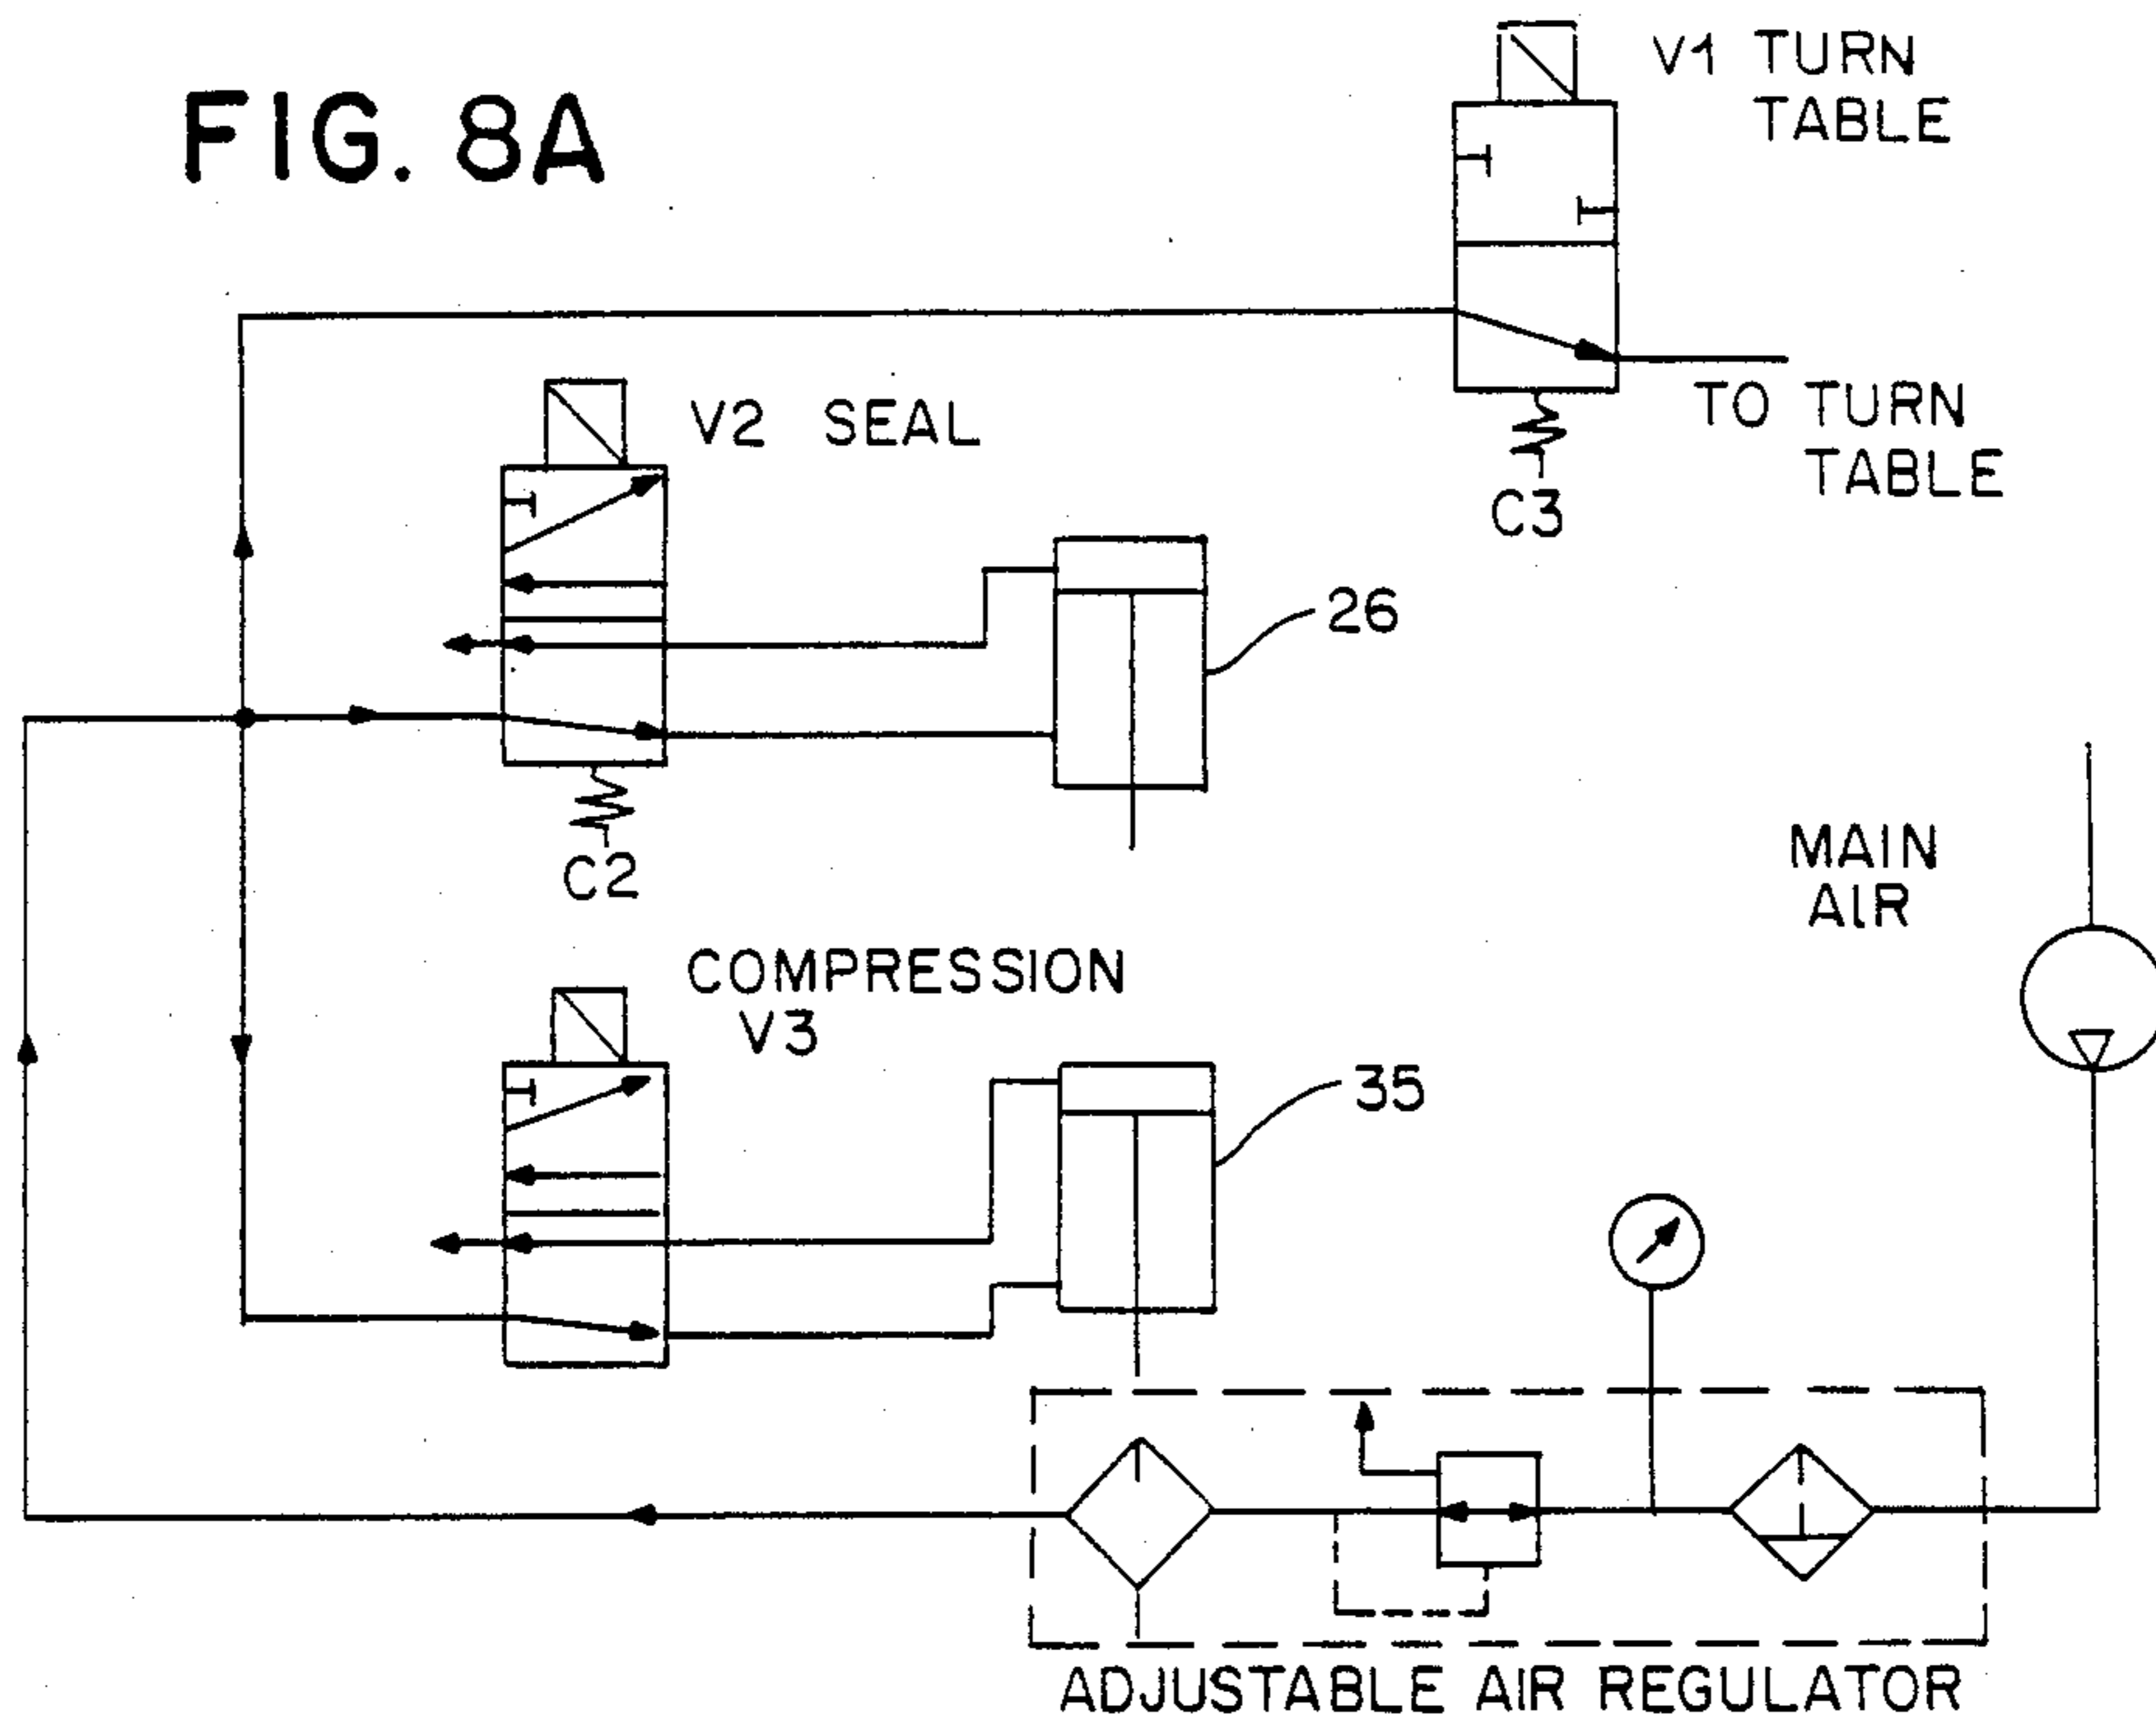 FIG. 8A
V1 TURN
TABLE
TO TURN
TABLE
C3
V2 SEAL
26
C2
MAIN
AIR
COMPRESSION
V3
35
ADJUSTABLE AIR REGULATOR